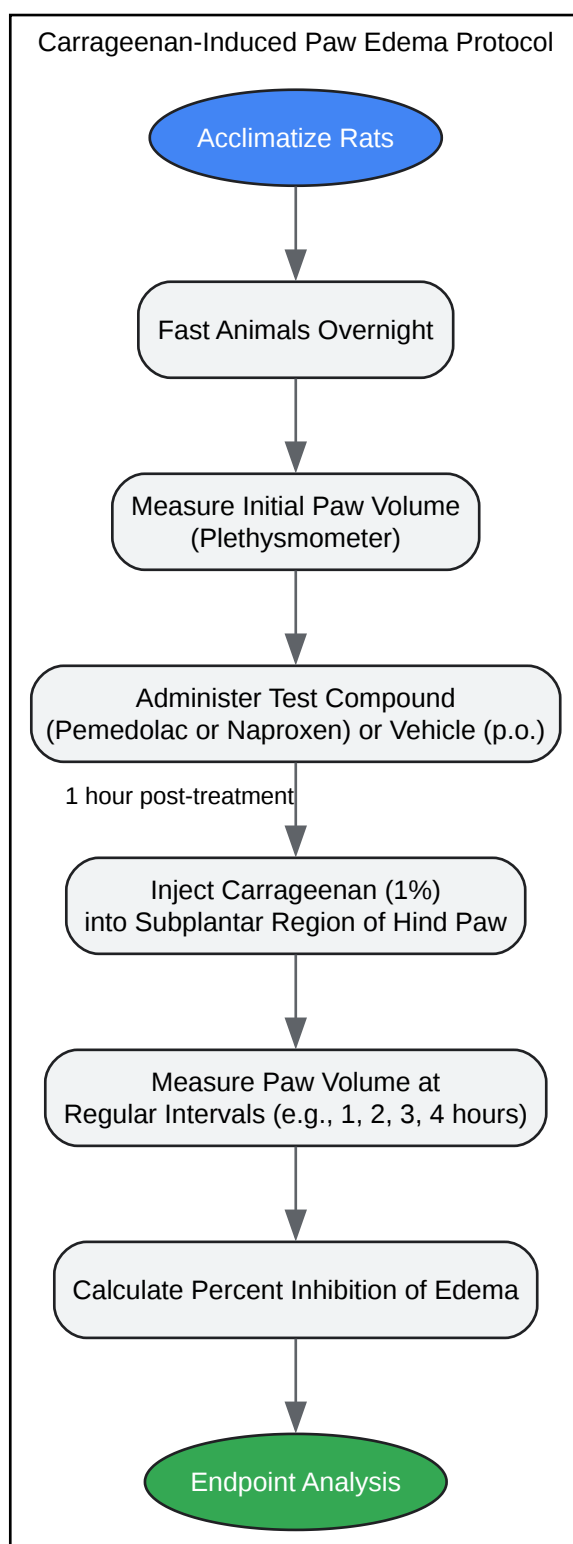 Carrageenan-Induced Paw Edema Protocol
Acclimatize Rats
Fast Animals Overnight
Measure Initial Paw Volume
(Plethysmometer)
Administer Test Compound
(Pemedolac or Naproxen) or Vehicle (p.o.)
1 hour post-treatment
Inject Carrageenan (1%)
into Subplantar Region of Hind Paw
Measure Paw Volume at
Regular Intervals (e.g., 1, 2, 3, 4 hours)
Calculate Percent Inhibition of Edema
Endpoint Analysis